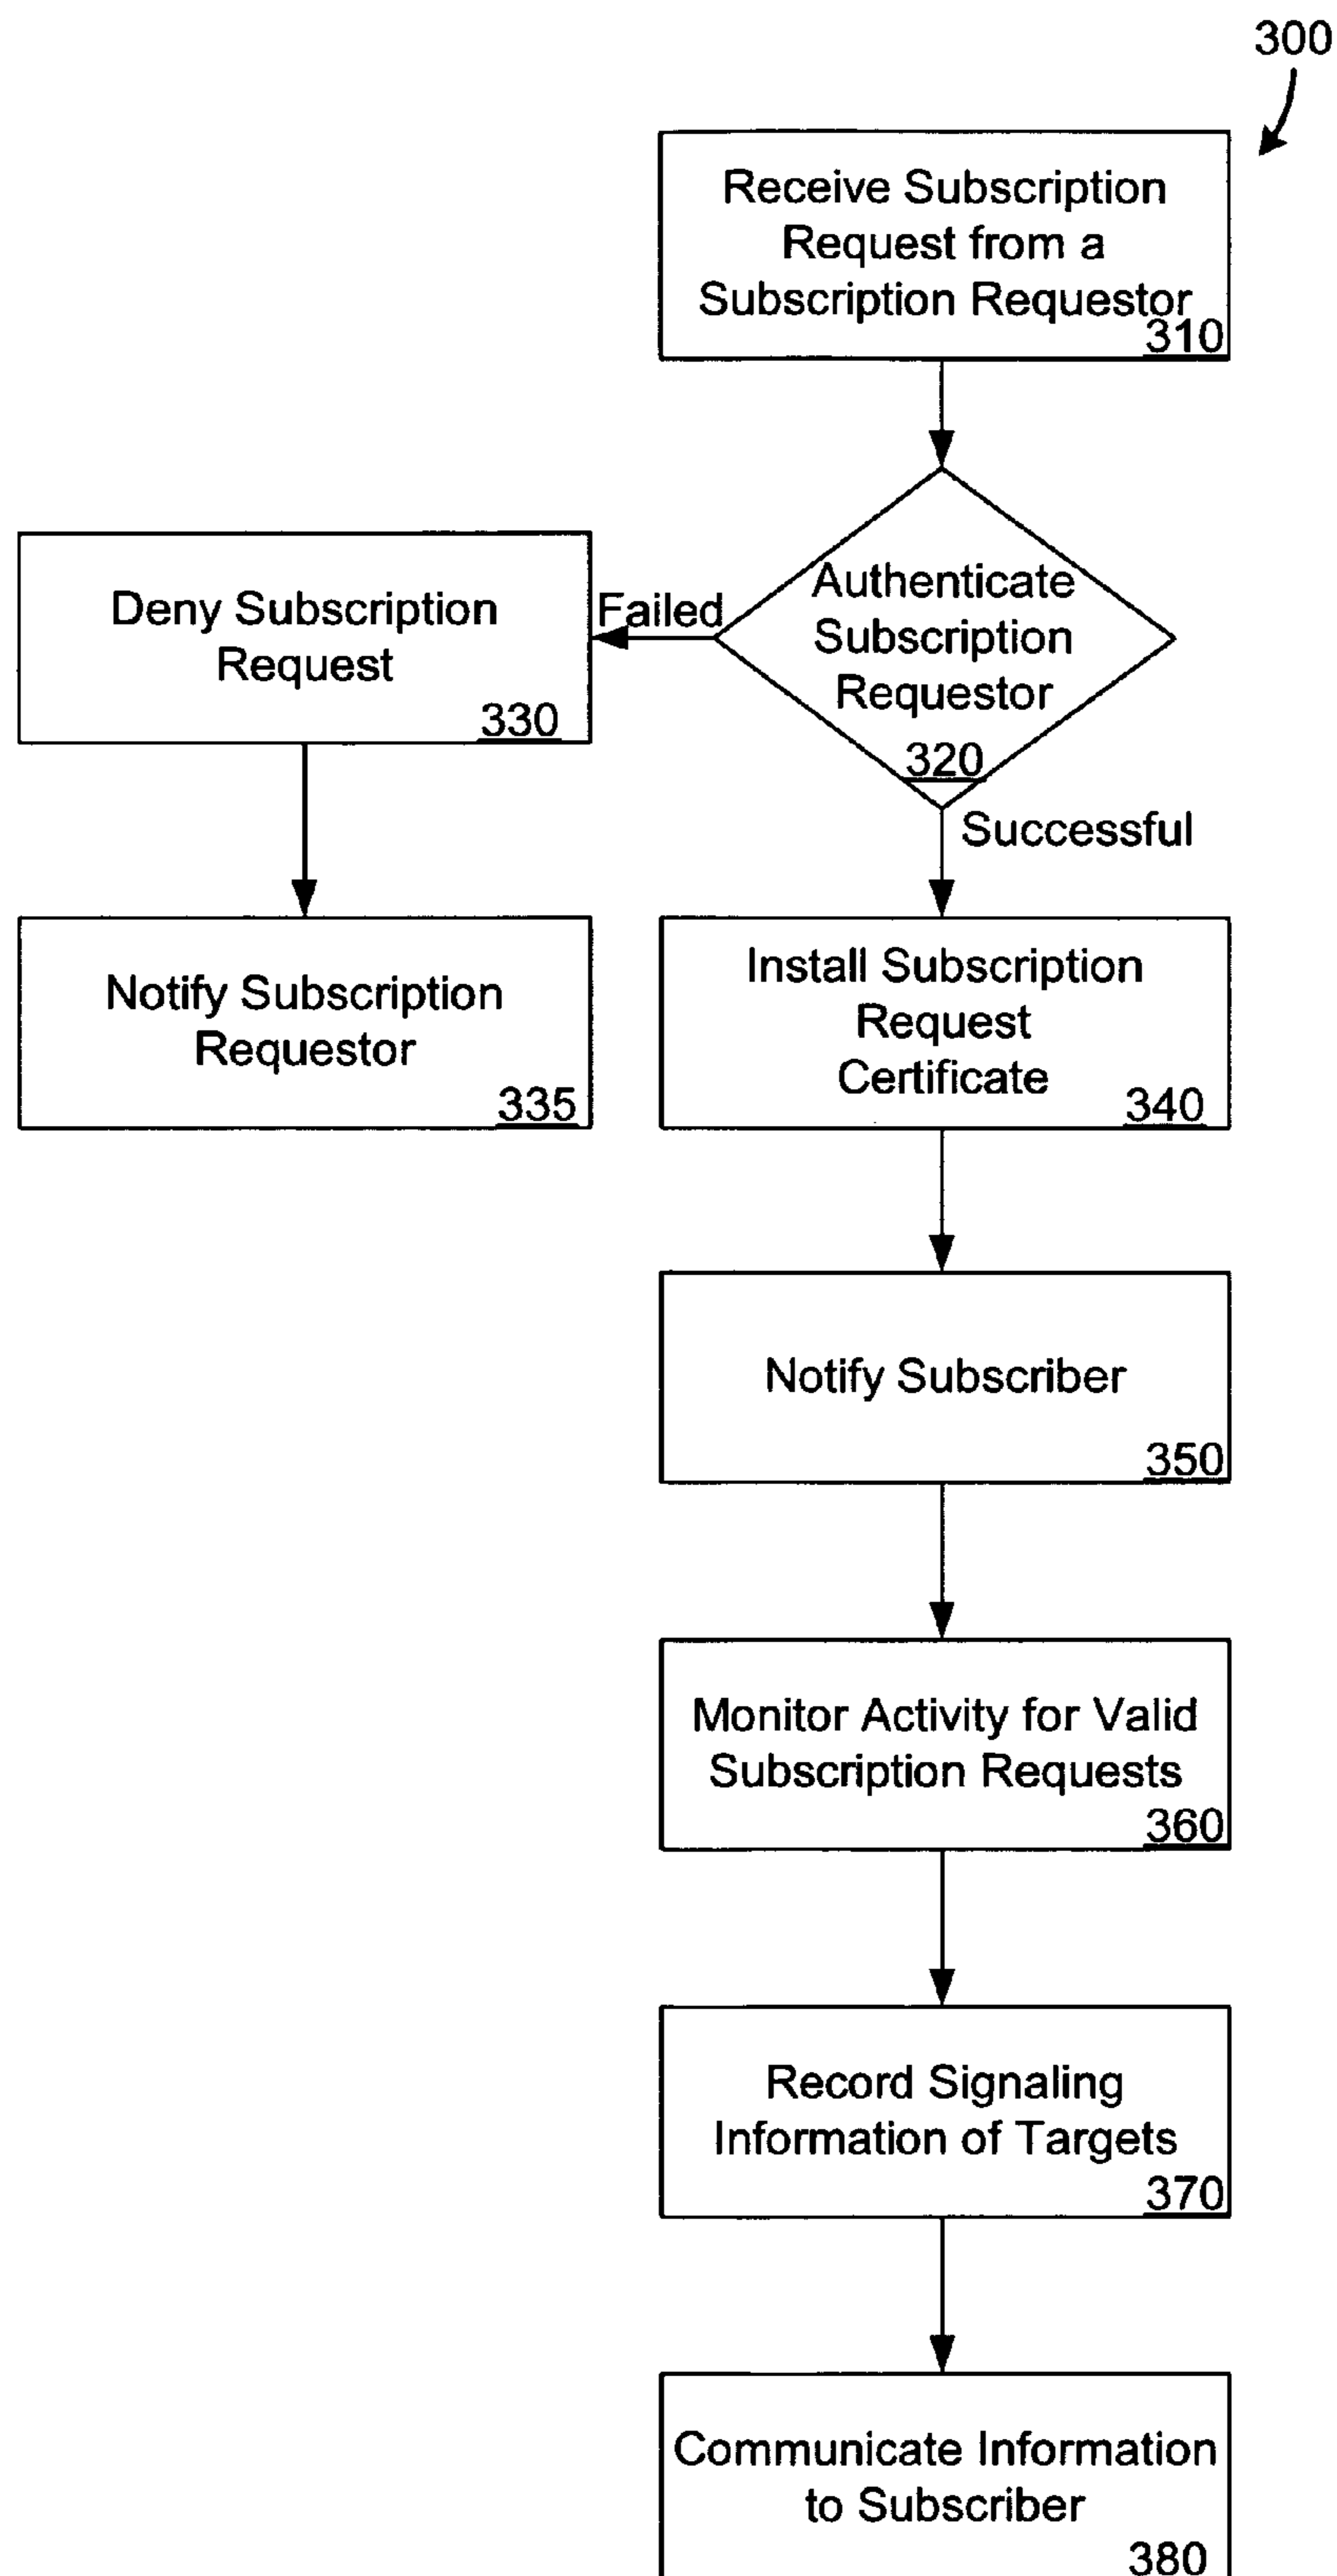 300
Receive Subscription
Request from a
Subscription Requestor
310
Authenticate
Subscription
Requestor
320
Failed
Deny Subscription
Request
330
Notify Subscription
Requestor
335
Successful
Install Subscription
Request
Certificate
340
Notify Subscriber
350
Monitor Activity for Valid
Subscription Requests
360
Record Signaling
Information of Targets
370
Communicate Information
to Subscriber
380